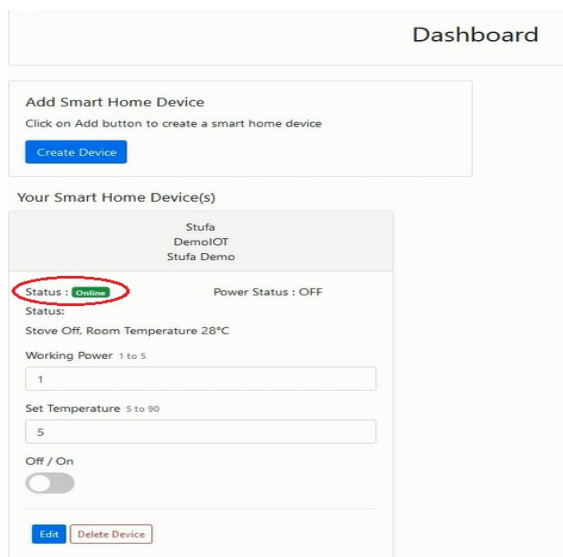 Dashboard
Add Smart Home Device
Click on Add button to create a smart home device
Create Device
Your Smart Home Device(s)
Stufa
DemoIOT
Stufa Demo
Status : Online Power Status : OFF
Status:
Stove Off, Room Temperature 28°C
Working Power 1 to 5
1
Set Temperature 5 to 90
5
Off / On
Edit Delete Device